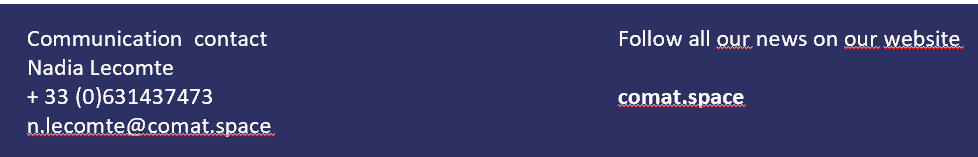 Communication  contact
Nadia Lecomte
+ 33 (0)631437473
n.lecomte@comat.space
Follow all our news on our website
comat.space